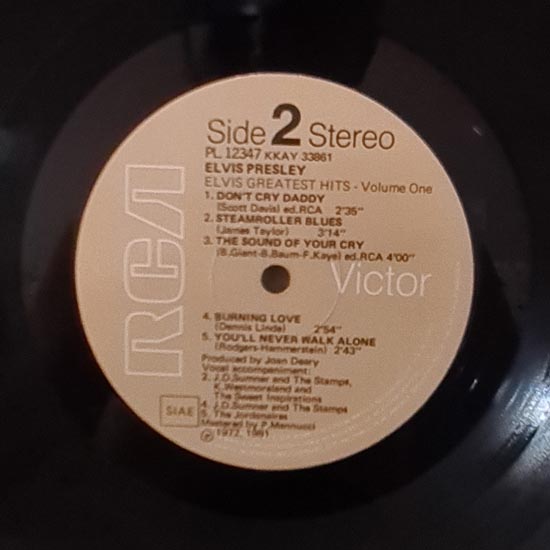 RCA
Side 2 Stereo
PL 12347 KKAY 33861
ELVIS PRESLEY
ELVIS GREATEST HITS - Volume One
1. DON'T CRY DADDY
(Scott Davis) ed.RCA 2'35"
2. STEAMROLLER BLUES
(James Taylor) 3'14"
3. THE SOUND OF YOUR CRY
(B.Giant-B.Baum-F.Kaye) ed.RCA 4'00"
Victor
4. BURNING LOVE
(Dennis Linde) 2'54"
5. YOU'LL NEVER WALK ALONE
(Rodgers-Hammerstein) 2'43"
Produced by Joan Deary
Vocal accompaniment:
2. J.D.Sumner and The Stamps,
K.Westmoreland and
The Sweet Inspirations
4. J.D.Sumner and The Stamps
5. The Jordanaires
Mastered by P.Mannucci
℗ 1972, 1981
SIAE